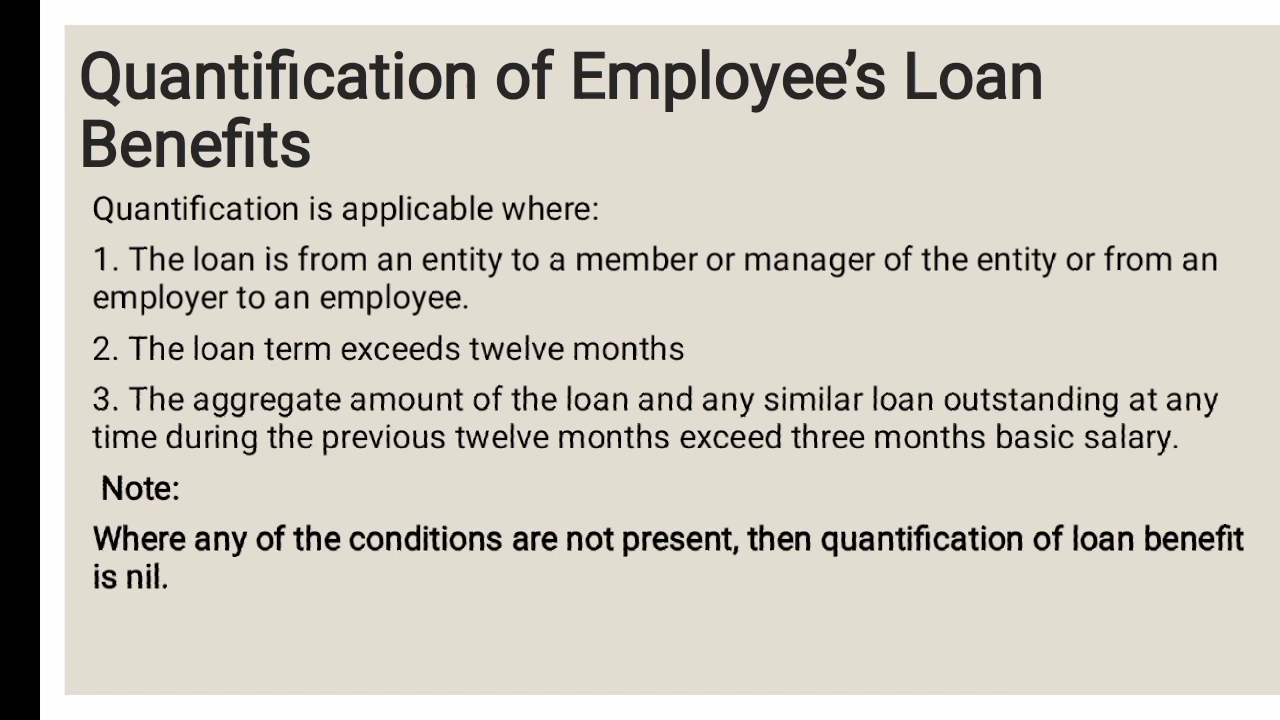 Quantification of Employee’s Loan
Benefits
Quantification is applicable where:
1. The loan is from an entity to a member or manager of the entity or from an
employer to an employee.
2. The loan term exceeds twelve months
3. The aggregate amount of the loan and any similar loan outstanding at any
time during the previous twelve months exceed three months basic salary.
Note:
Where any of the conditions are not present, then quantification of loan benefit
is nil.